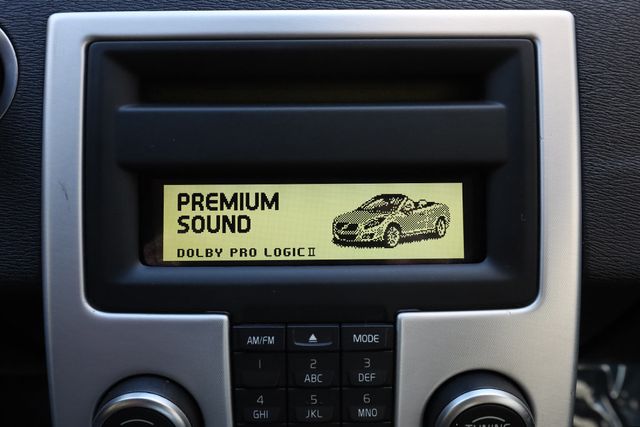 PREMIUM
SOUND
DOLBY PRO LOGIC II
AM/FM MODE
1 2 3
ABC DEF
4 5 6
GHI JKL MNO
TUNING